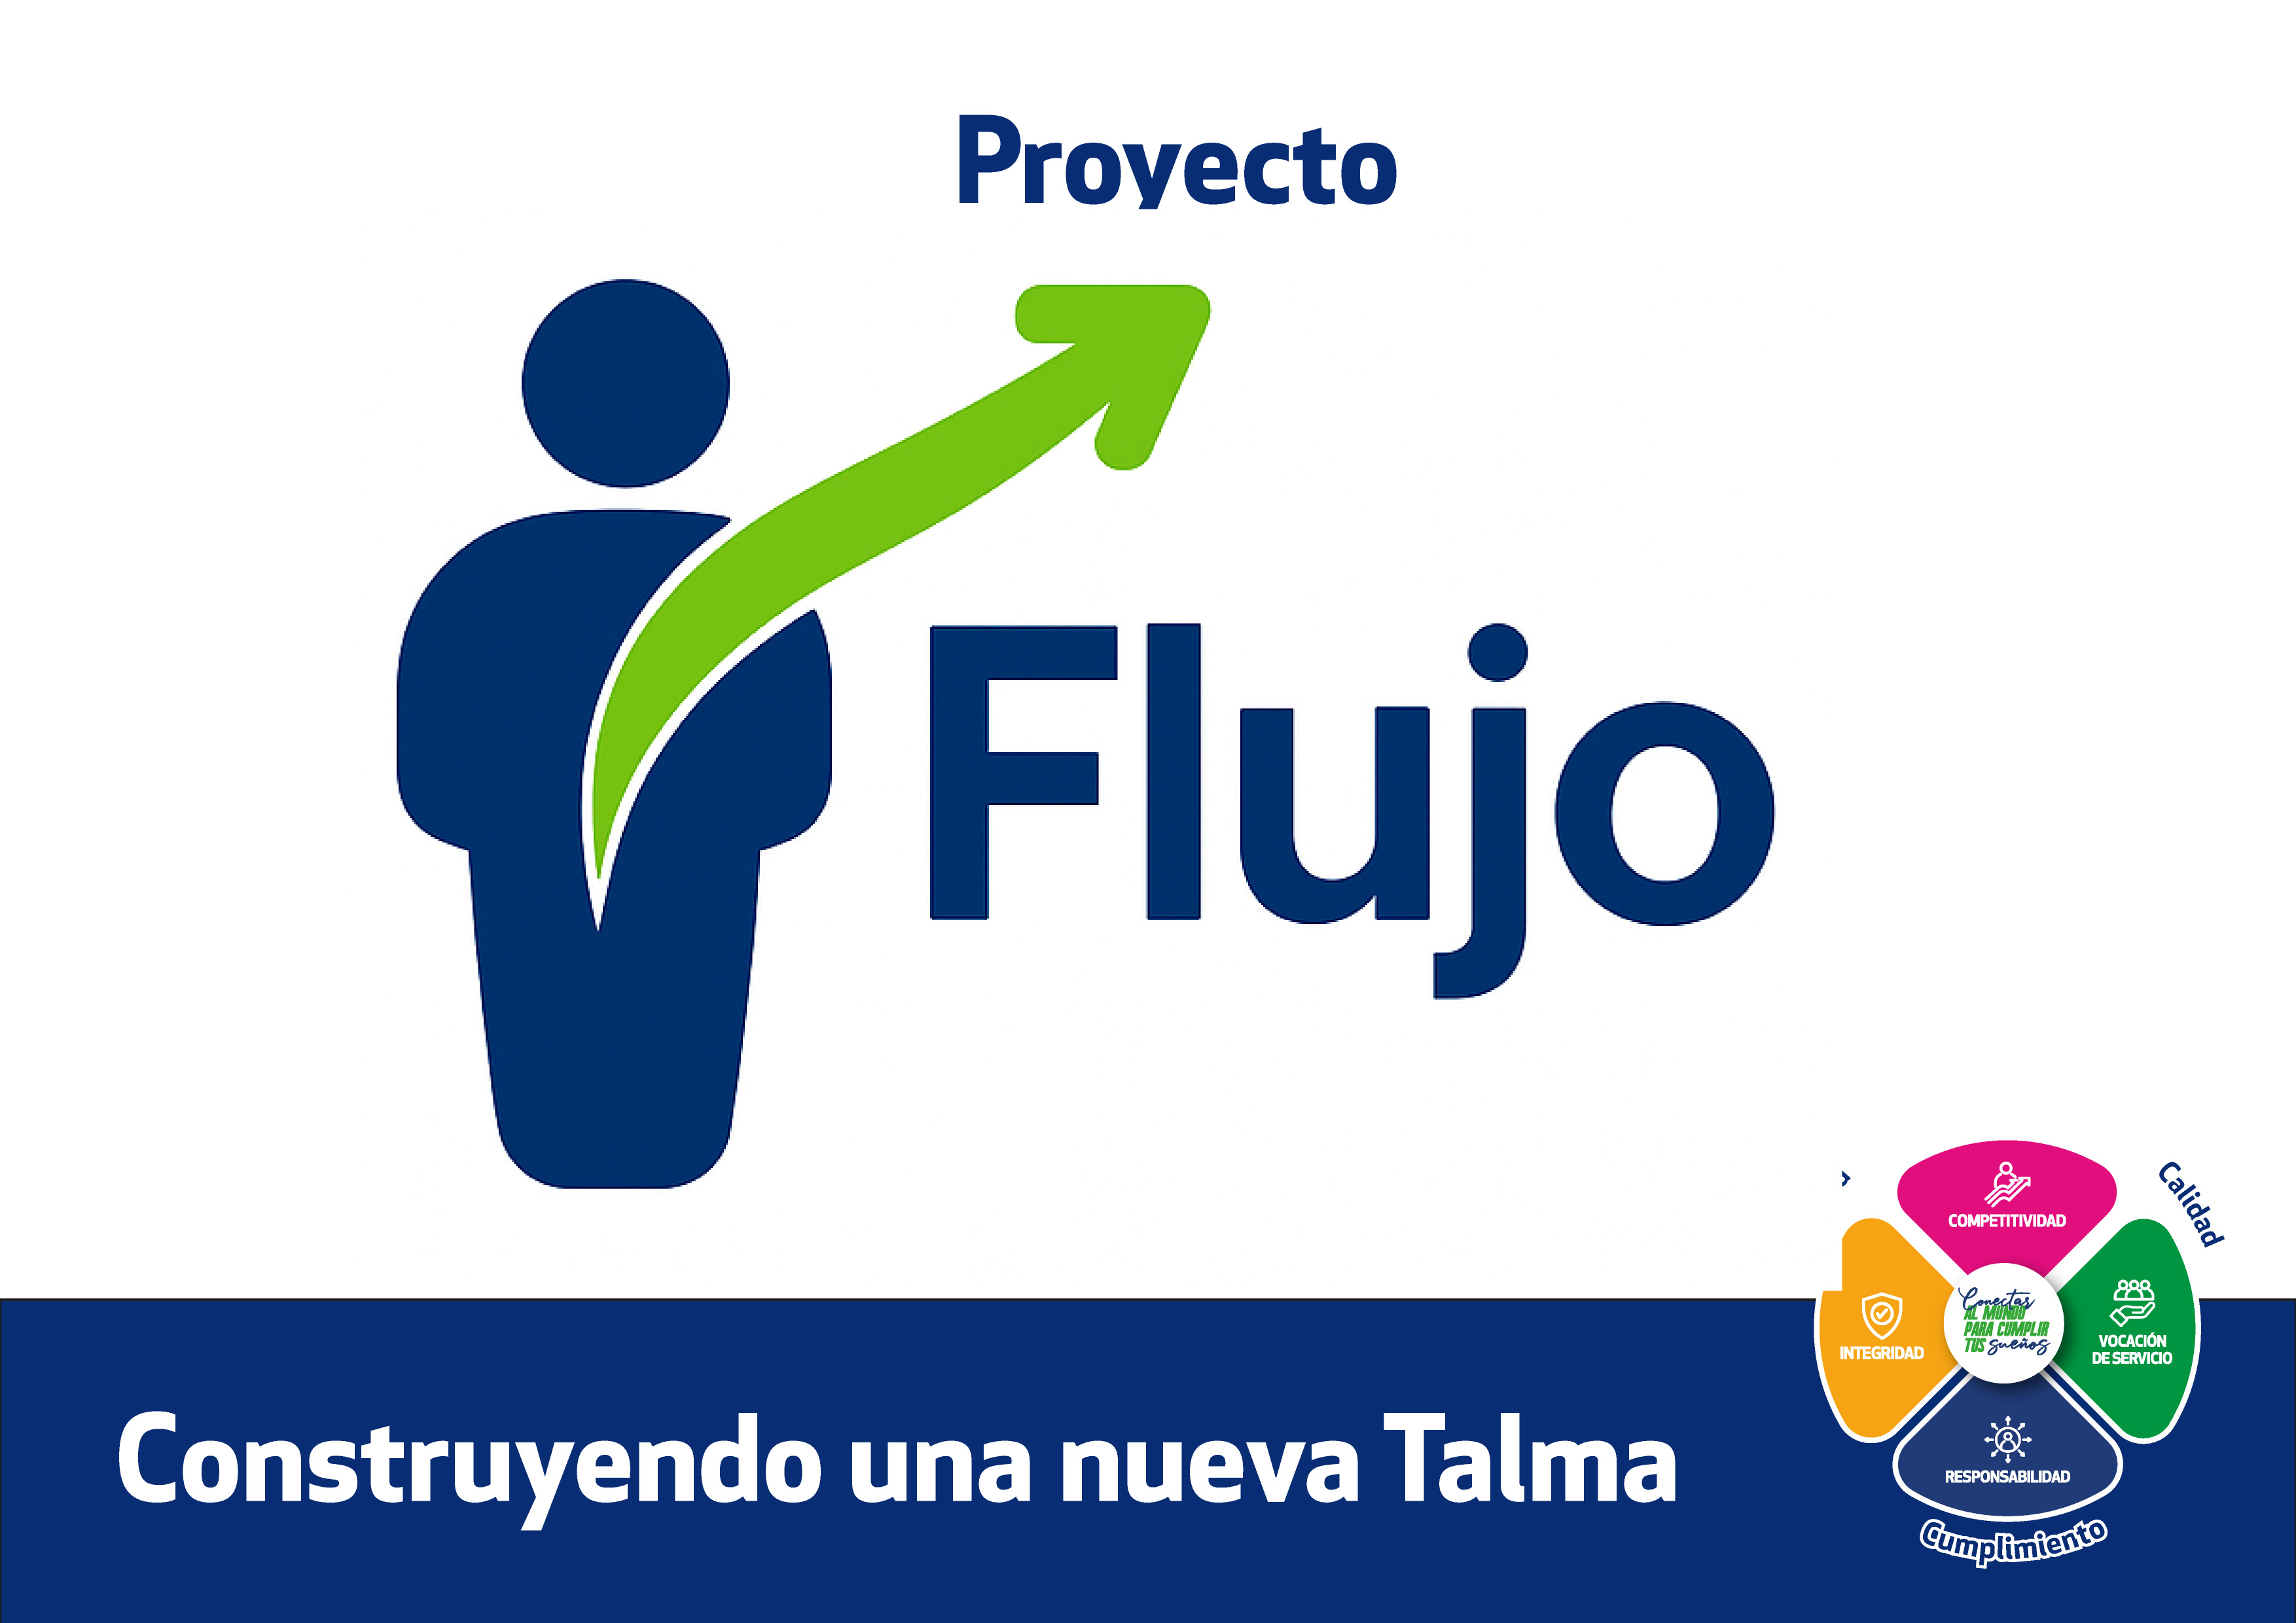 Proyecto
Flujo
Calidad
COMPETITIVIDAD
INTEGRIDAD
Conectas
AL MUNDO
PARA CUMPLIR
TUS sueños
VOCACIÓN
DE SERVICIO
RESPONSABILIDAD
Cumplimiento
Construyendo una nueva Talma